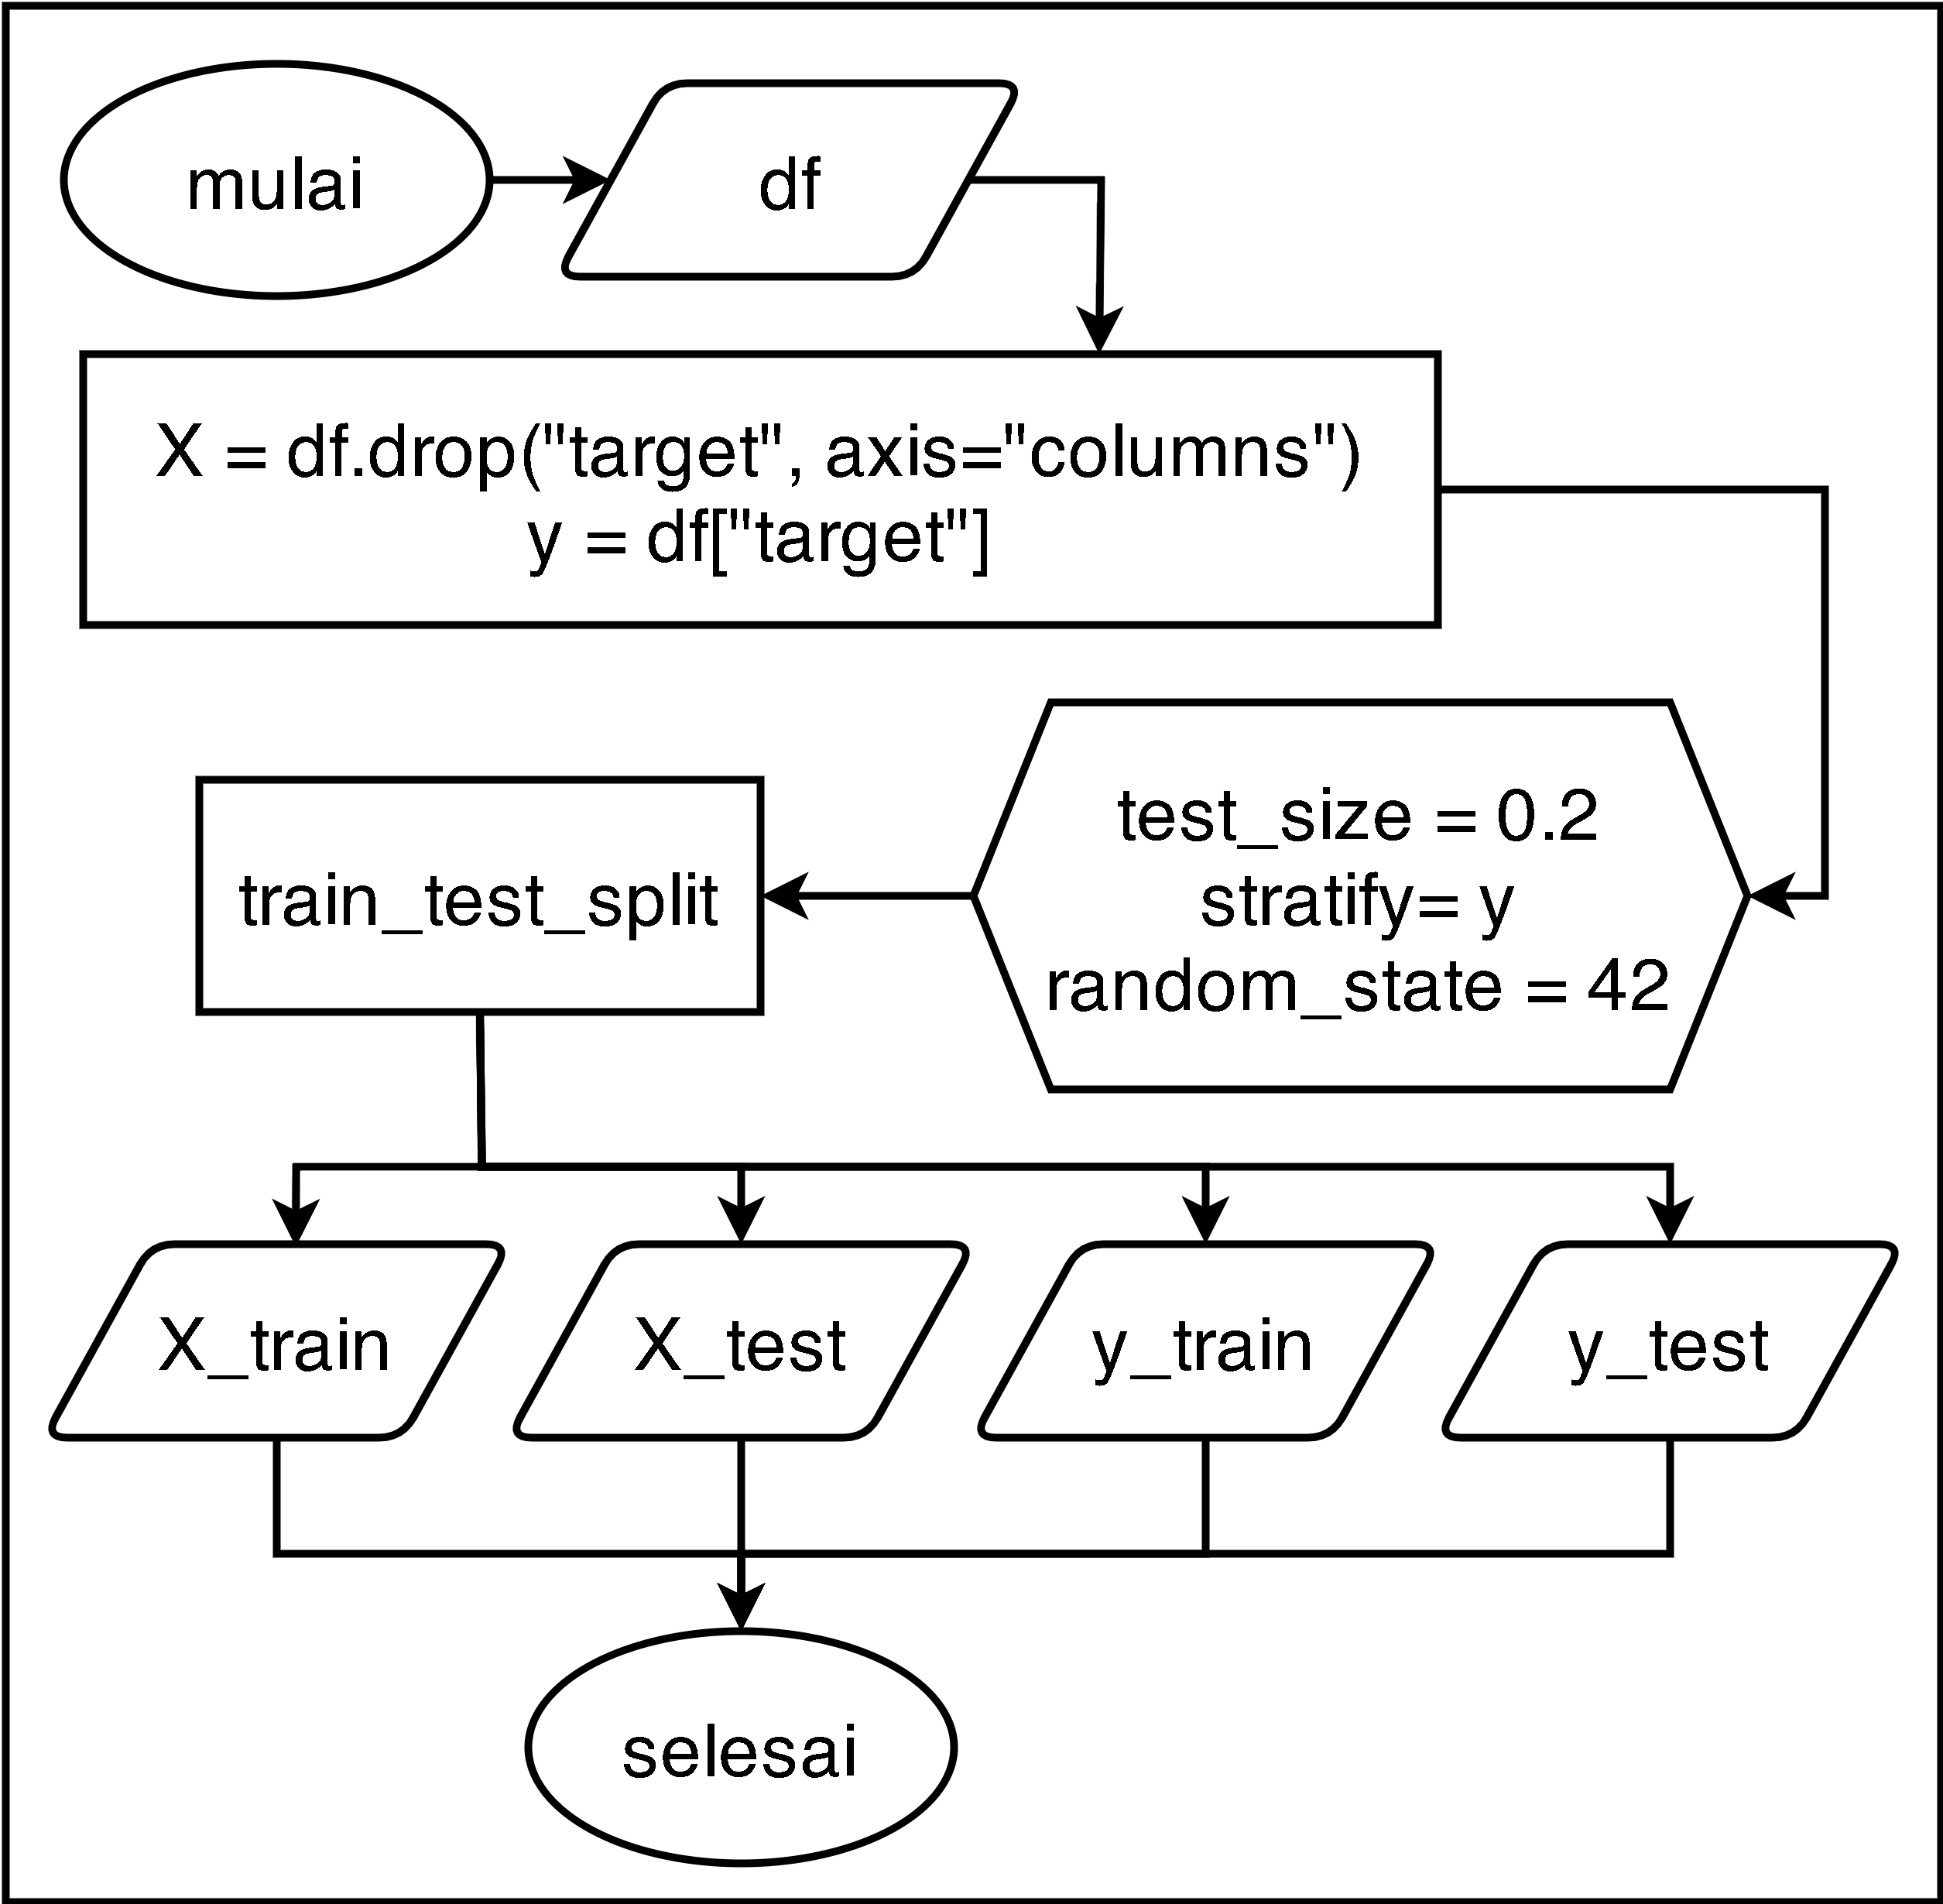 mulai
df
X = df.drop("target", axis="columns")
y = df["target"]
test_size = 0.2
stratify= y
random_state = 42
train_test_split
X_train
X_test
y_train
y_test
selesai